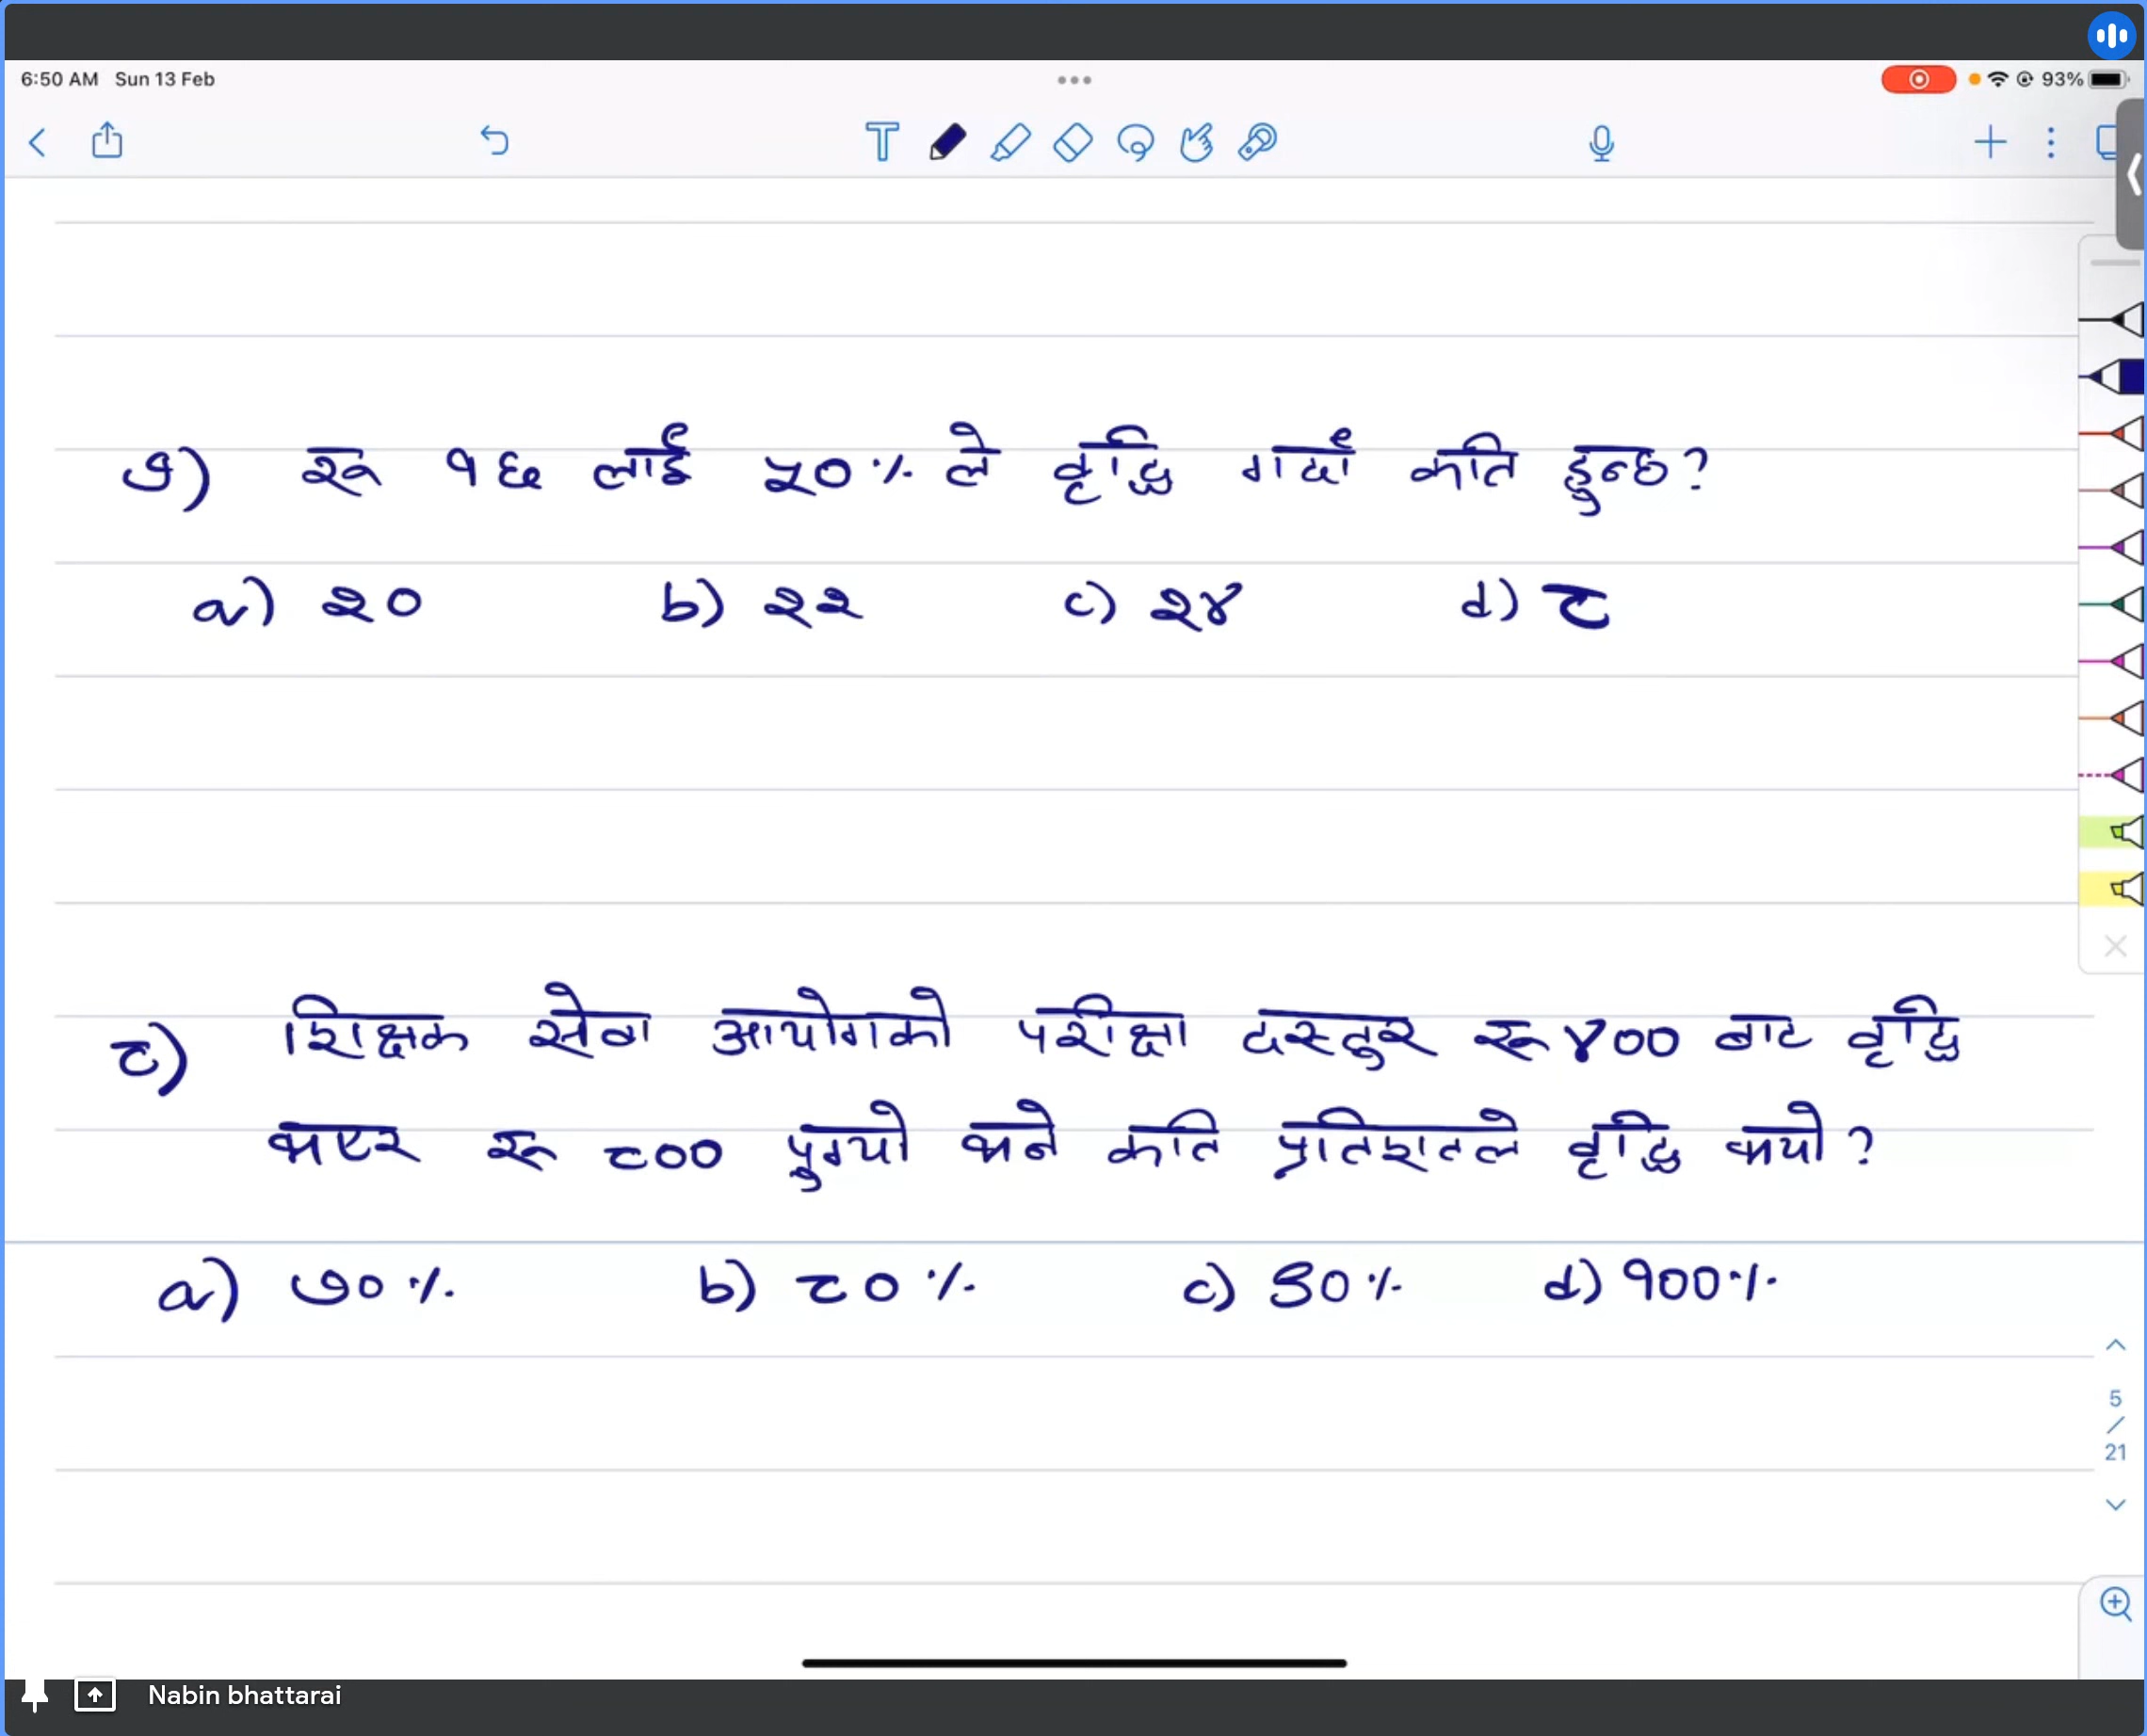 6:50 AM Sun 13 Feb
93%
७) रू १६ लाई ५०% ले वृद्धि गर्दा कति हुन्छ?
a) २० b) २२ c) २४ d) ८
८) शिक्षक सेवा आयोगको परीक्षा दस्तुर रू ४०० बाट वृद्धि
भएर रू ८०० पुग्यो भने कति प्रतिशतले वृद्धि भयो?
a) ७०% b) ८०% c) ९०% d) १००%
5
/
21
Nabin bhattarai